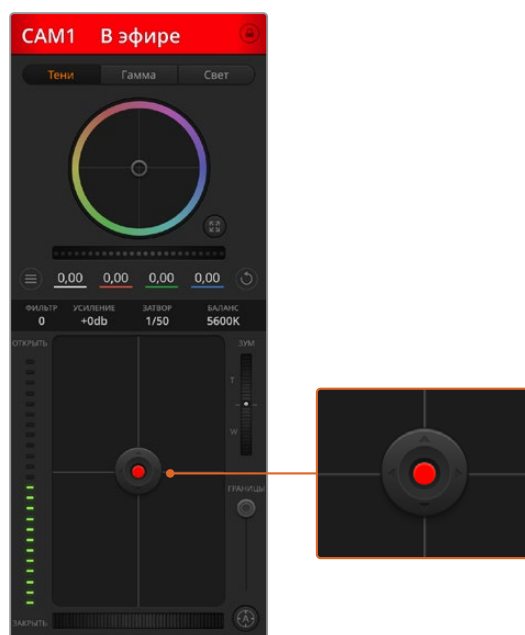 CAM1 В эфире
Тени Гамма Свет
0,00 0,00 0,00 0,00
ФИЛЬТР УСИЛЕНИЕ ЗАТВОР БАЛАНС
0 +0db 1/50 5600K
ОТКРЫТЬ ЗУМ
T
W
ГРАНИЦЫ
ЗАКРЫТЬ A